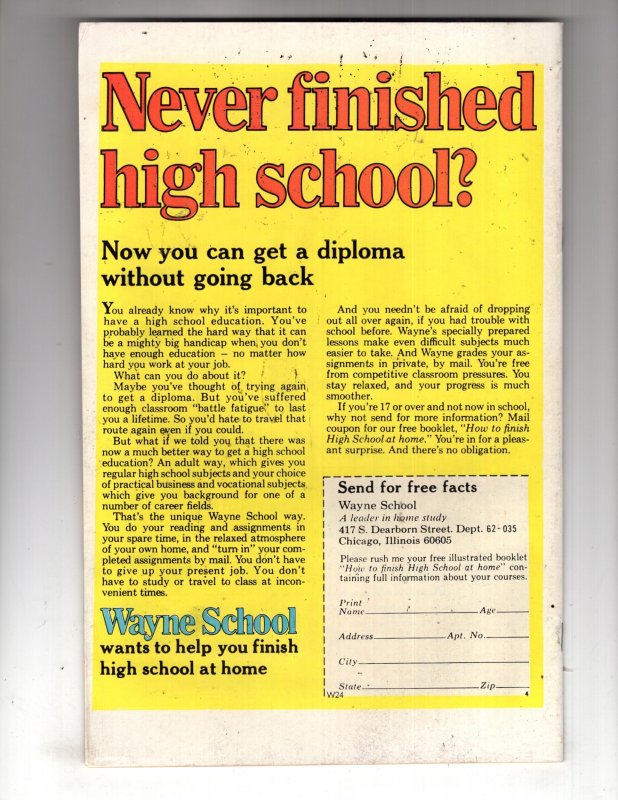 Never finished
high school?
Now you can get a diploma
without going back
You already know why it's important to
have a high school education. You've
probably learned the hard way that it can
be a mighty big handicap when you don't
have enough education – no matter how
hard you work at your job.
What can you do about it?
Maybe you've thought of trying again
to get a diploma. But you've suffered
enough classroom "battle fatigue" to last
you a lifetime. So you'd hate to travel that
route again even if you could.
But what if we told you that there was
now a much better way to get a high school
education? An adult way, which gives you
regular high school subjects and your choice
of practical business and vocational subjects
which give you background for one of a
number of career fields.
That's the unique Wayne School way.
You do your reading and assignments in
your spare time, in the relaxed atmosphere
of your own home, and "turn in" your com-
pleted assignments by mail. You don't have
to give up your present job. You don't
have to study or travel to class at incon-
venient times.
Wayne School
wants to help you finish
high school at home
And you needn't be afraid of dropping
out all over again, if you had trouble with
school before. Wayne's specially prepared
lessons make even difficult subjects much
easier to take. And Wayne grades your as-
signments in private, by mail. You're free
from competitive classroom pressures. You
stay relaxed, and your progress is much
smoother.
If you're 17 or over and not now in school,
why not send for more information? Mail
coupon for our free booklet, "How to finish
High School at home." You're in for a pleas-
ant surprise. And there's no obligation.
Send for free facts
Wayne School
A leader in home study
417 S. Dearborn Street. Dept. 62-035
Chicago, Illinois 60605
Please rush me your free illustrated booklet
"How to finish High School at home" con-
taining full information about your courses.
Print
Name Age
Address Apt. No.
City
State Zip
W24 4